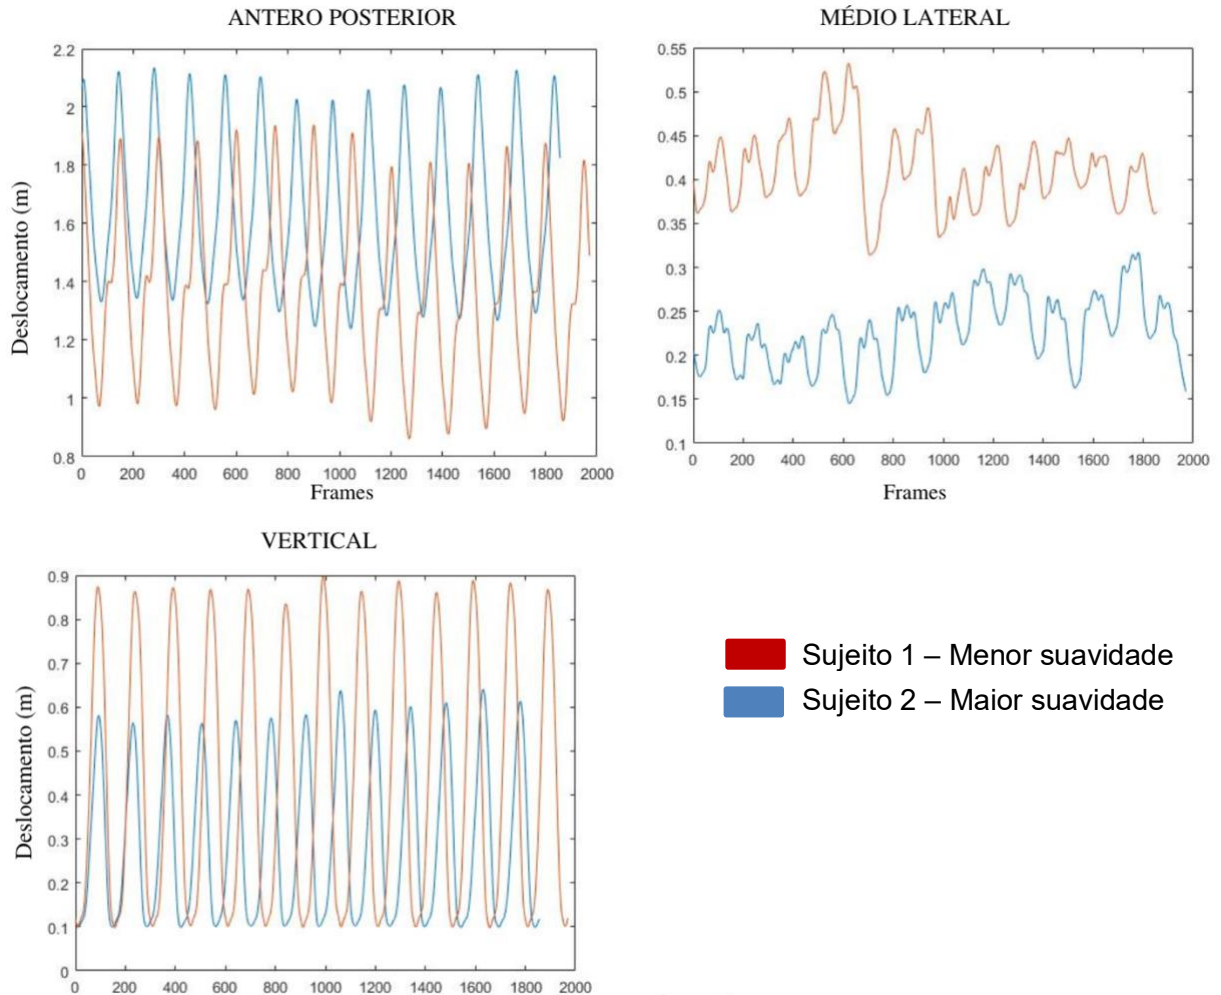 ANTERO POSTERIOR
2.2
2
1.8
1.6
1.4
1.2
1
0.8
Deslocamento (m)
0 200 400 600 800 1000 1200 1400 1600 1800 2000
Frames
MÉDIO LATERAL
0.55
0.5
0.45
0.4
0.35
0.3
0.25
0.2
0.15
0.1
0 200 400 600 800 1000 1200 1400 1600 1800 2000
Frames
VERTICAL
0.9
0.8
0.7
0.6
0.5
0.4
0.3
0.2
0.1
0
Deslocamento (m)
0 200 400 600 800 1000 1200 1400 1600 1800 2000
Sujeito 1 – Menor suavidade
Sujeito 2 – Maior suavidade